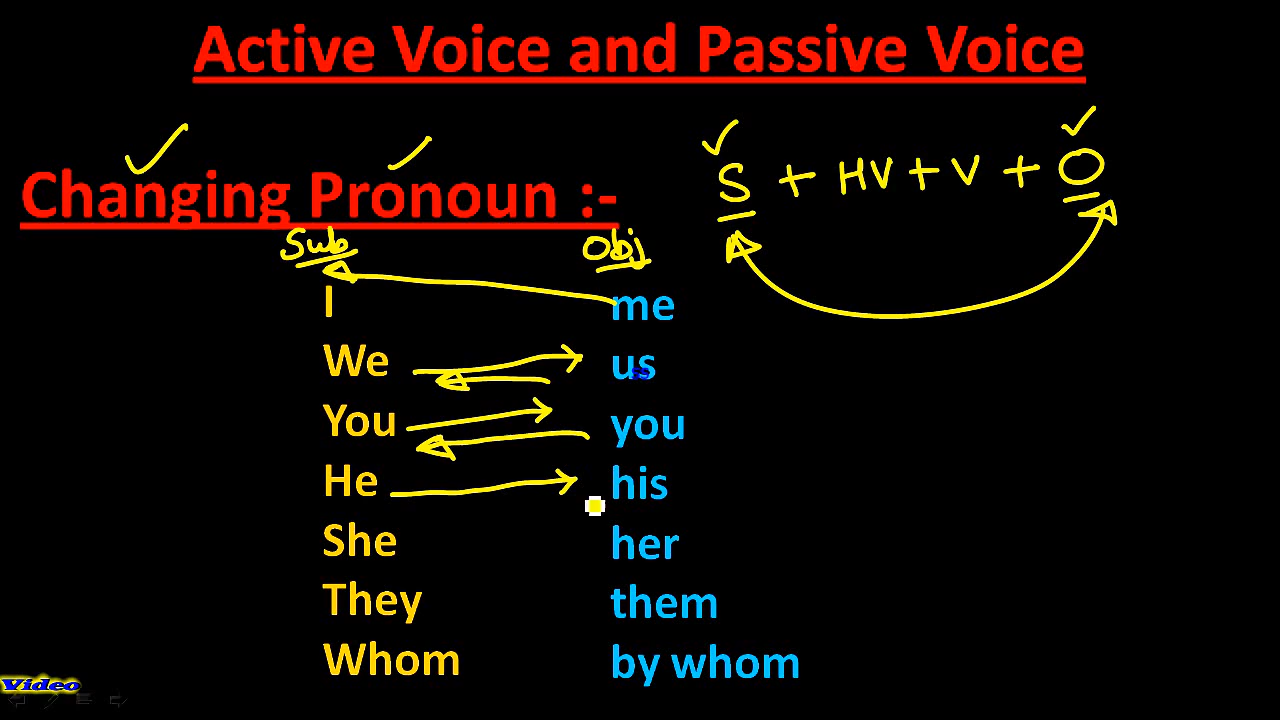 Active Voice and Passive Voice
S + HV + V + O
Changing Pronoun :-
Sub Obj
I me
We us
You you
He his
She her
They them
Whom by whom
Video